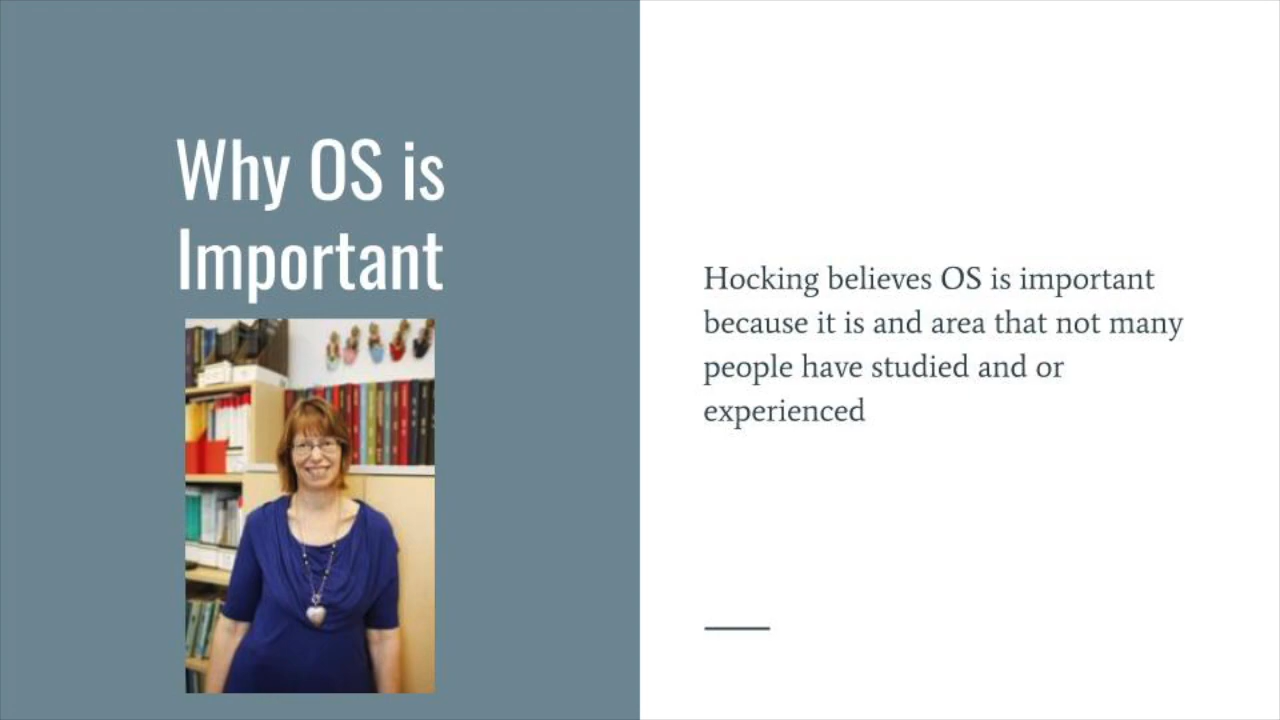 Why OS is
Important
Hocking believes OS is important
because it is and area that not many
people have studied and or
experienced